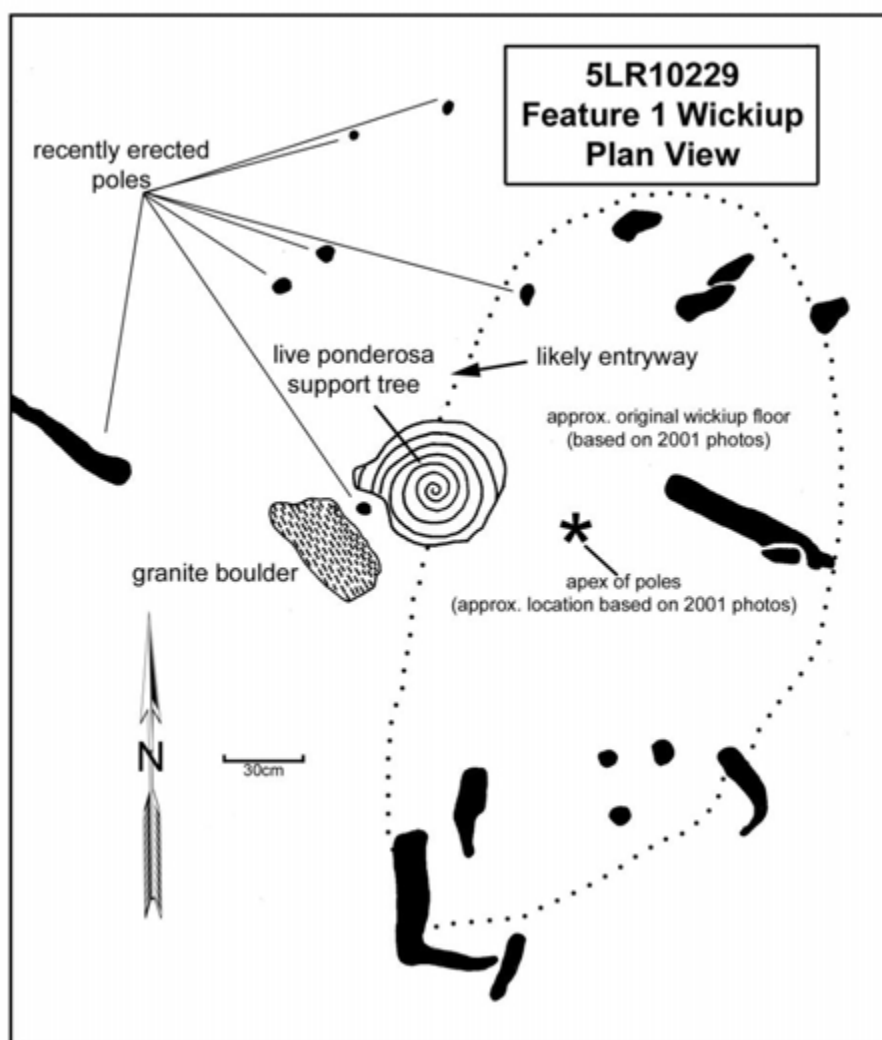 5LR10229
Feature 1 Wickiup
Plan View
recently erected
poles
live ponderosa
support tree
likely entryway
approx. original wickiup floor
(based on 2001 photos)
granite boulder
apex of poles
(approx. location based on 2001 photos)
N
30cm